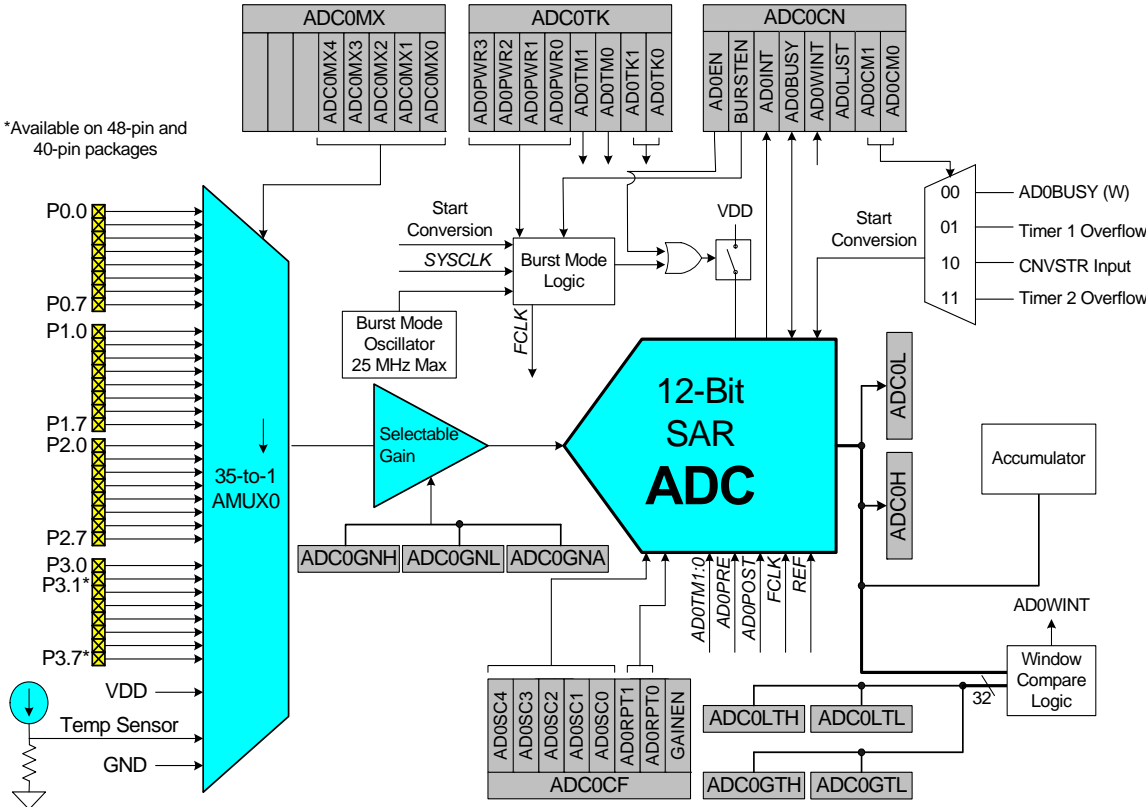 ADC0MX
ADC0MX4
ADC0MX3
ADC0MX2
ADC0MX1
ADC0MX0
ADC0TK
AD0PWR3
AD0PWR2
AD0PWR1
AD0PWR0
AD0TM1
AD0TM0
AD0TK1
AD0TK0
ADC0CN
AD0EN
BURSTEN
AD0INT
AD0BUSY
AD0WINT
AD0LJST
AD0CM1
AD0CM0
*Available on 48-pin and
40-pin packages
P0.0
P0.7
P1.0
P1.7
P2.0
P2.7
P3.0
P3.1*
P3.7*
VDD
Temp Sensor
GND
35-to-1
AMUX0
Start
Conversion
SYSCLK
Burst Mode
Logic
Burst Mode
Oscillator
25 MHz Max
FCLK
VDD
Start
Conversion
00
01
10
11
AD0BUSY (W)
Timer 1 Overflow
CNVSTR Input
Timer 2 Overflow
Selectable
Gain
ADC0GNH
ADC0GNL
ADC0GNA
12-Bit
SAR
ADC
ADC0L
ADC0H
Accumulator
AD0TM1:0
AD0PRE
AD0POST
FCLK
REF
AD0WINT
Window
Compare
Logic
32
AD0SC4
AD0SC3
AD0SC2
AD0SC1
AD0SC0
AD0RPT1
AD0RPT0
GAINEN
ADC0CF
ADC0LTH
ADC0LTL
ADC0GTH
ADC0GTL